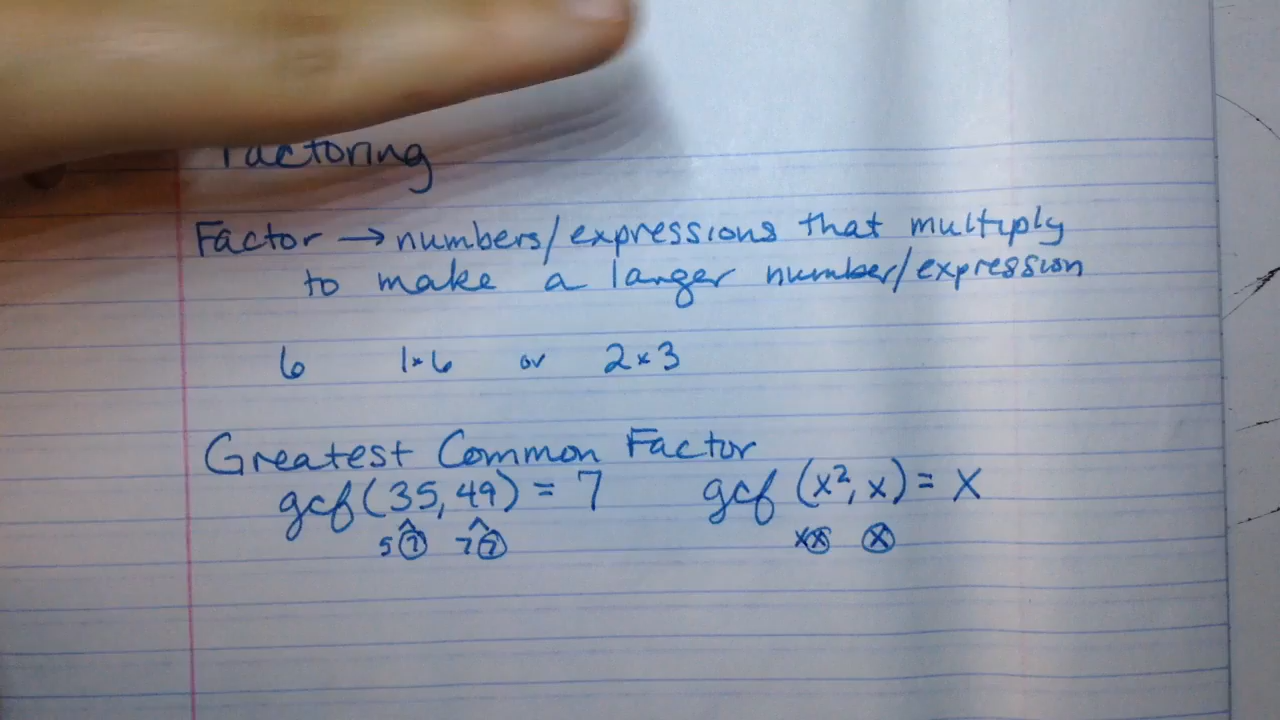 Factoring
Factor → numbers/expressions that multiply
to make a larger number/expression
6 1×6 or 2×3
Greatest Common Factor
gcf(35,49) = 7 gcf (x², x) = x
5 7 7 7 x x x